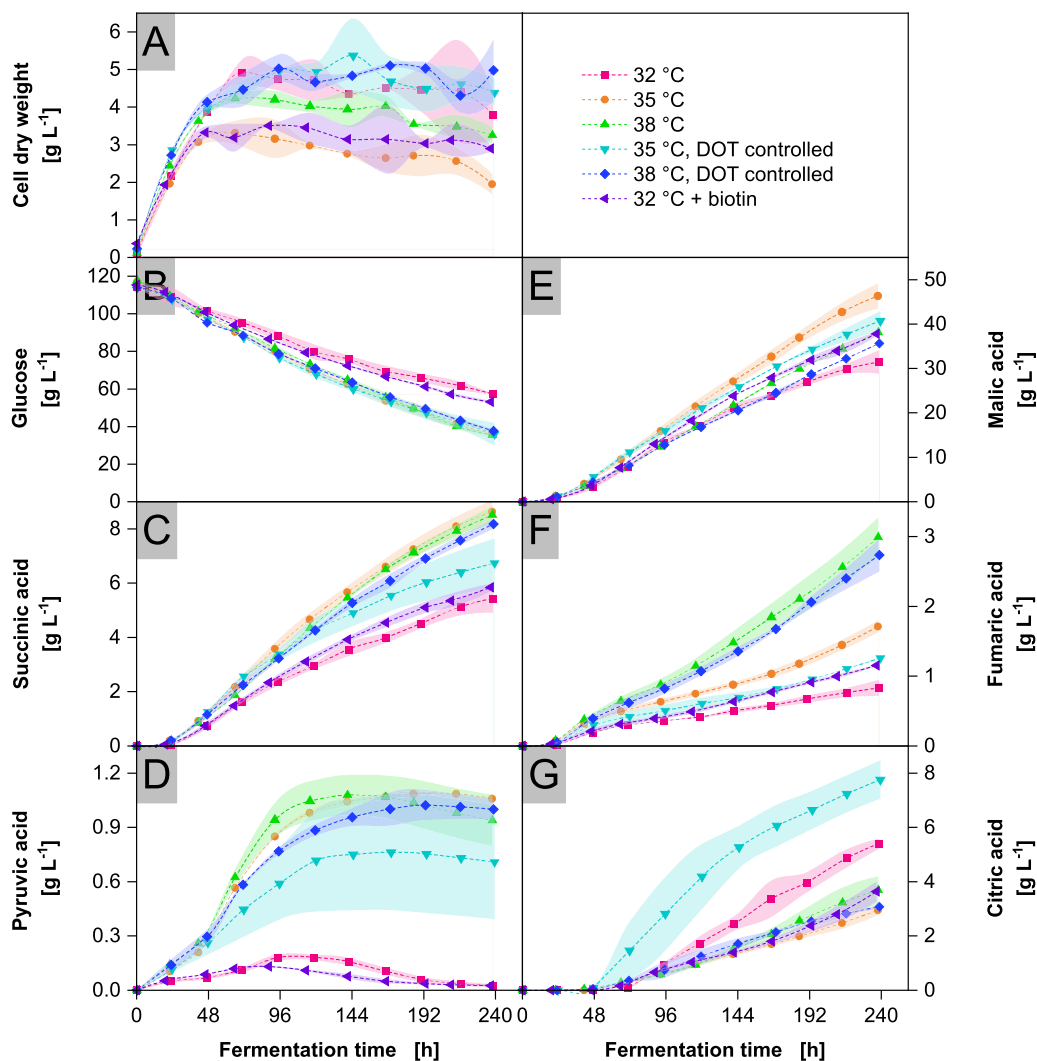 A
6
5
4
3
2
1
0
Cell dry weight
[g L⁻¹]
32 °C
35 °C
38 °C
35 °C, DOT controlled
38 °C, DOT controlled
32 °C + biotin
B
120
100
80
60
40
20
0
Glucose
[g L⁻¹]
E
50
40
30
20
10
0
Malic acid
[g L⁻¹]
C
8
6
4
2
0
Succinic acid
[g L⁻¹]
F
3
2
1
0
Fumaric acid
[g L⁻¹]
D
1.2
0.9
0.6
0.3
0.0
Pyruvic acid
[g L⁻¹]
G
8
6
4
2
0
Citric acid
[g L⁻¹]
0 48 96 144 192 240
0 48 96 144 192 240
Fermentation time [h]
Fermentation time [h]